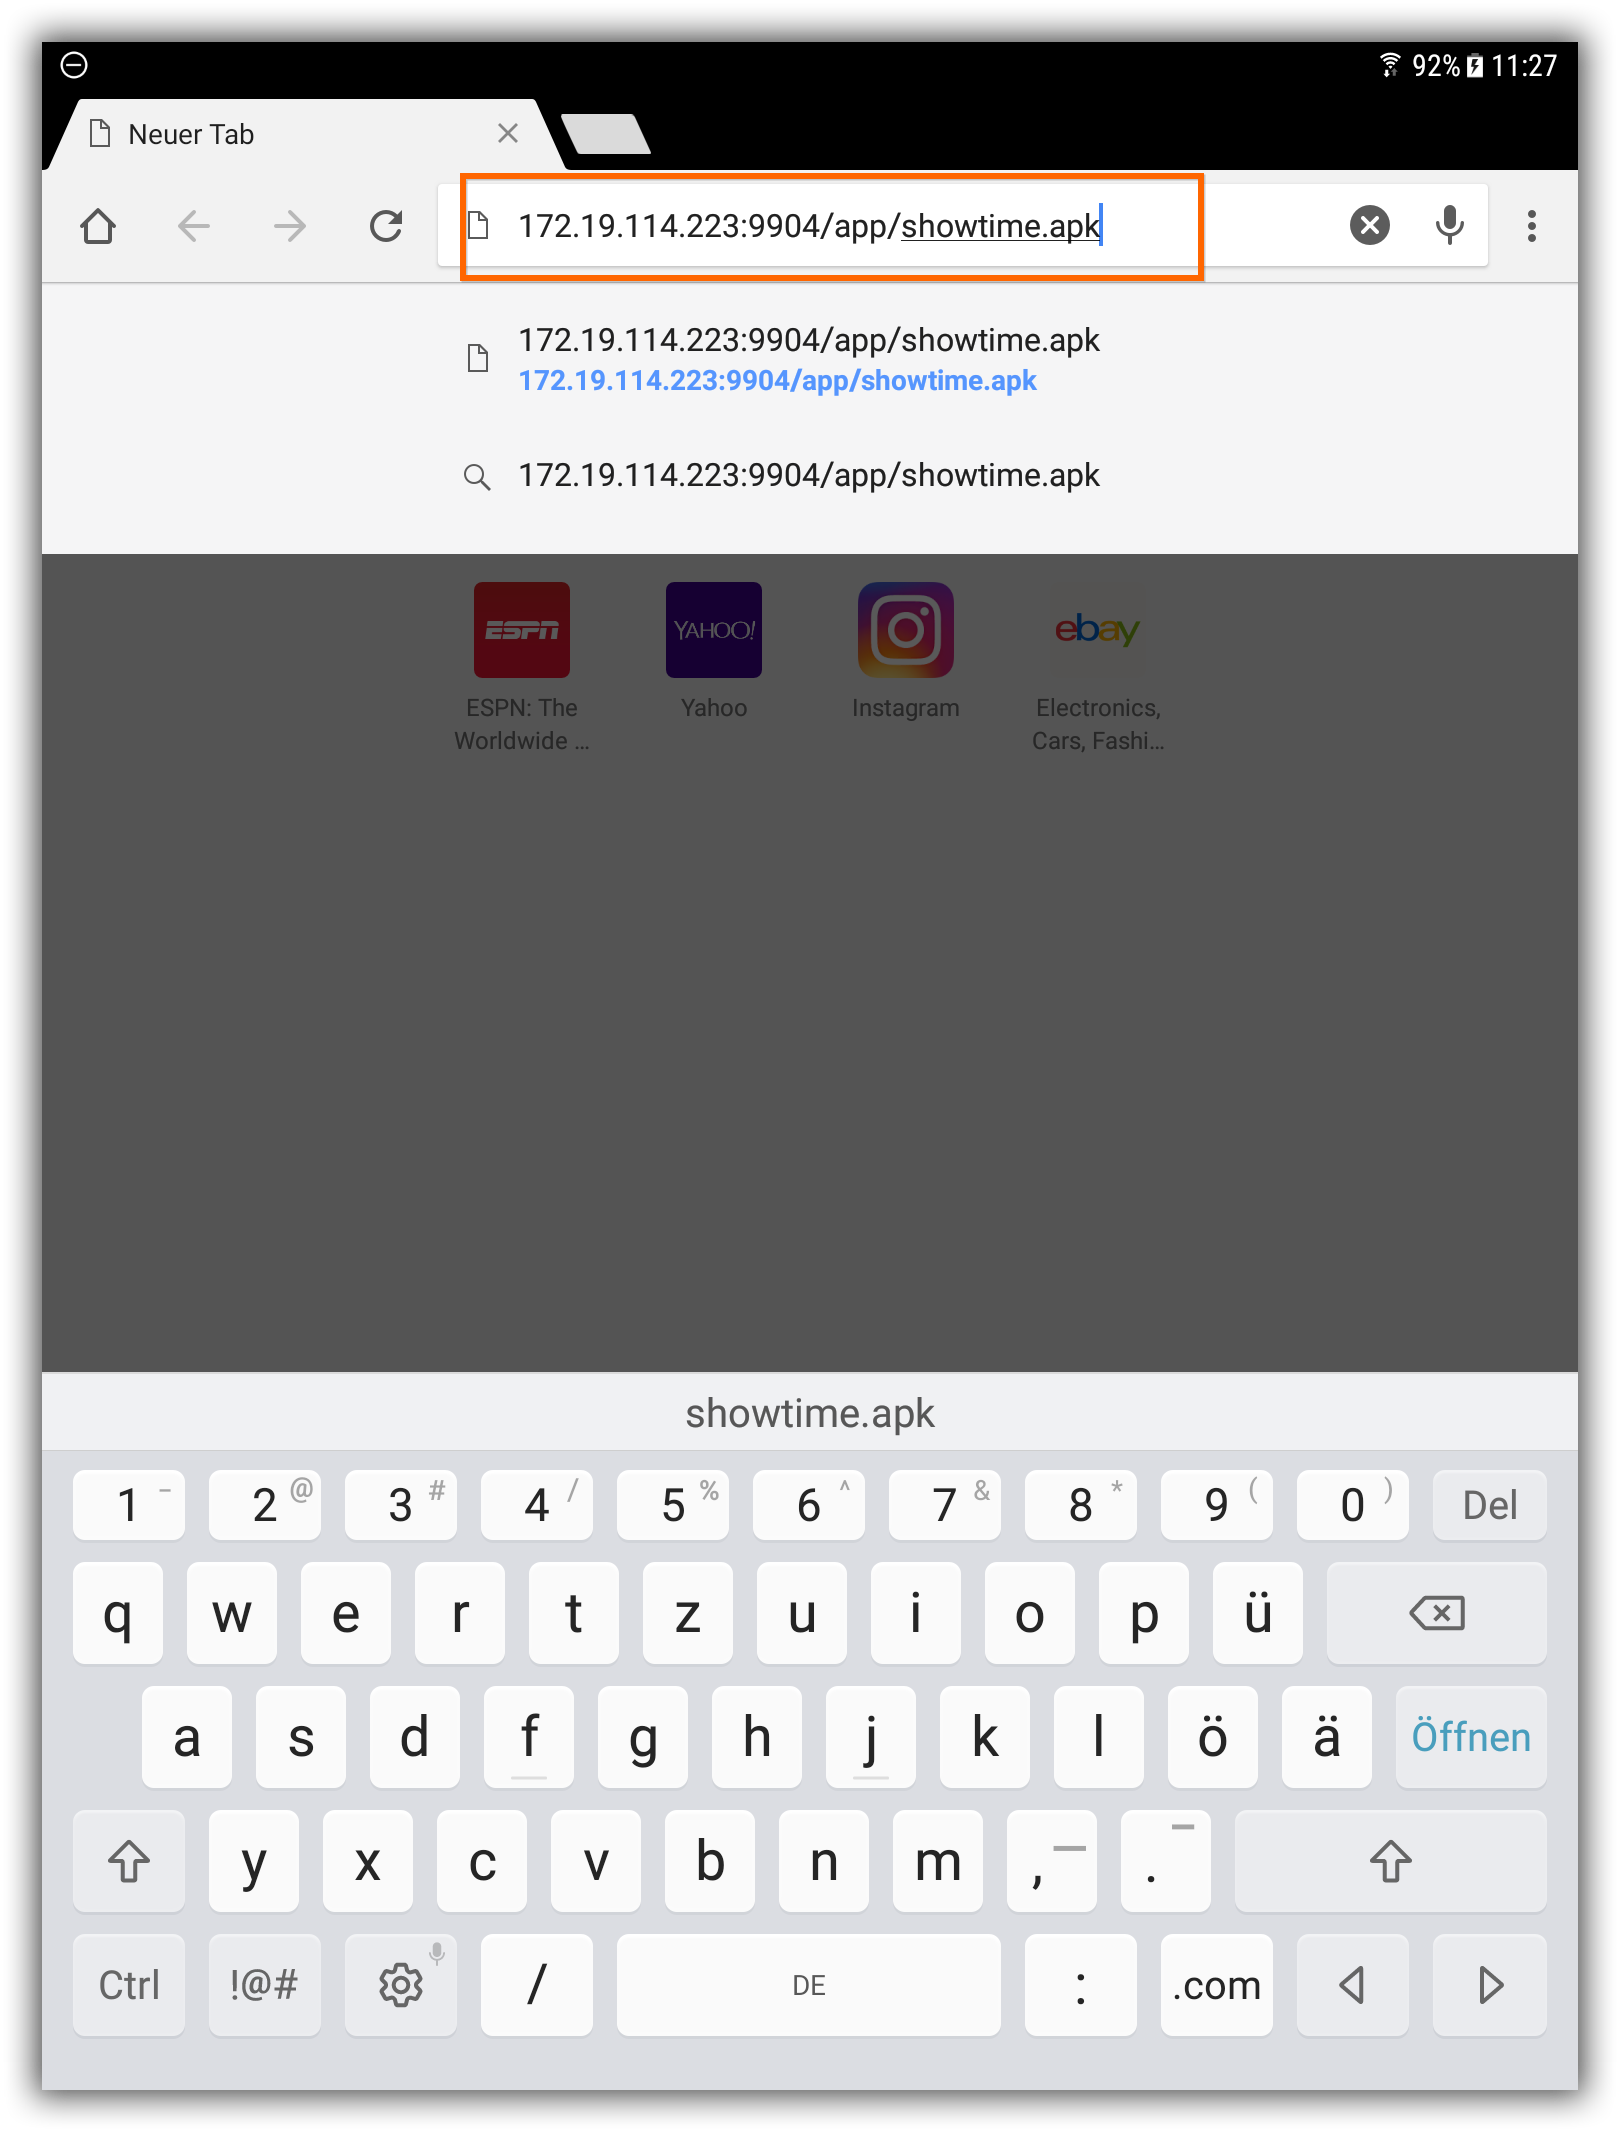 92% 11:27
Neuer Tab
172.19.114.223:9904/app/showtime.apk
172.19.114.223:9904/app/showtime.apk
172.19.114.223:9904/app/showtime.apk
172.19.114.223:9904/app/showtime.apk
ESPN YAHOO! ebay
ESPN: The Yahoo Instagram Electronics,
Worldwide ... Cars, Fashi...
showtime.apk
1 - 2 @ 3 # 4 / 5 % 6 ^ 7 & 8 * 9 ( 0 ) Del
q w e r t z u i o p ü
a s d f g h j k l ö ä Öffnen
y x c v b n m , .
Ctrl !@# / DE : .com